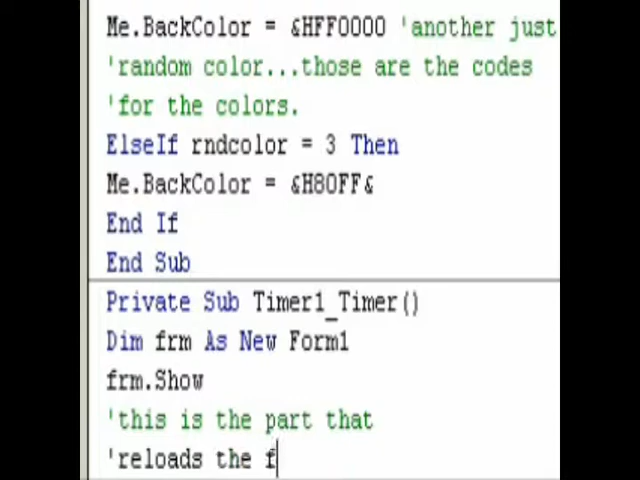 Me.BackColor = &HFF0000 'another just
'random color...those are the codes
'for the colors.
ElseIf rndcolor = 3 Then
Me.BackColor = &H80FF&
End If
End Sub
Private Sub Timer1_Timer()
Dim frm As New Form1
frm.Show
'this is the part that
'reloads the f